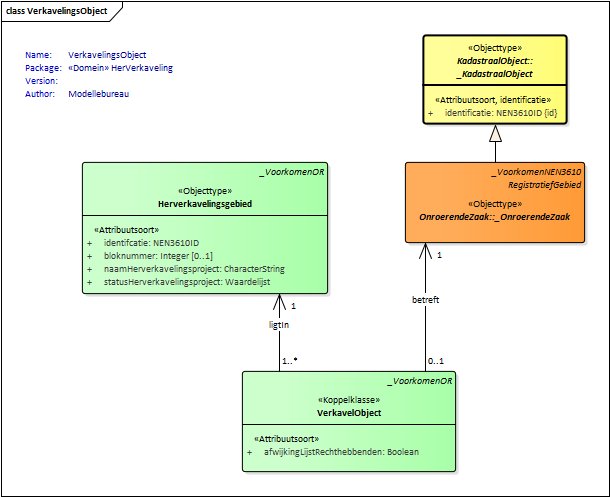 class VerkavelingsObject
Name: VerkavelingsObject
Package: «Domein» HerVerkaveling
Version:
Author: Modellebureau
«Objecttype»
KadastraalObject::
_KadastraalObject
«Attribuutsoort, identificatie»
+ identificatie: NEN3610ID {id}
_VoorkomenNEN3610
RegistratiefGebied
«Objecttype»
OnroerendeZaak::_OnroerendeZaak
_VoorkomenOR
«Objecttype»
Herverkavelingsgebied
«Attribuutsoort»
+ identifcatie: NEN3610ID
+ bloknummer: Integer [0..1]
+ naamHerverkavelingsproject: CharacterString
+ statusHerverkavelingsproject: Waardelijst
1
ligtIn
1..*
1
betreft
0..1
_VoorkomenOR
«Koppelklasse»
VerkavelObject
«Attribuutsoort»
+ afwijkingLijstRechthebbenden: Boolean